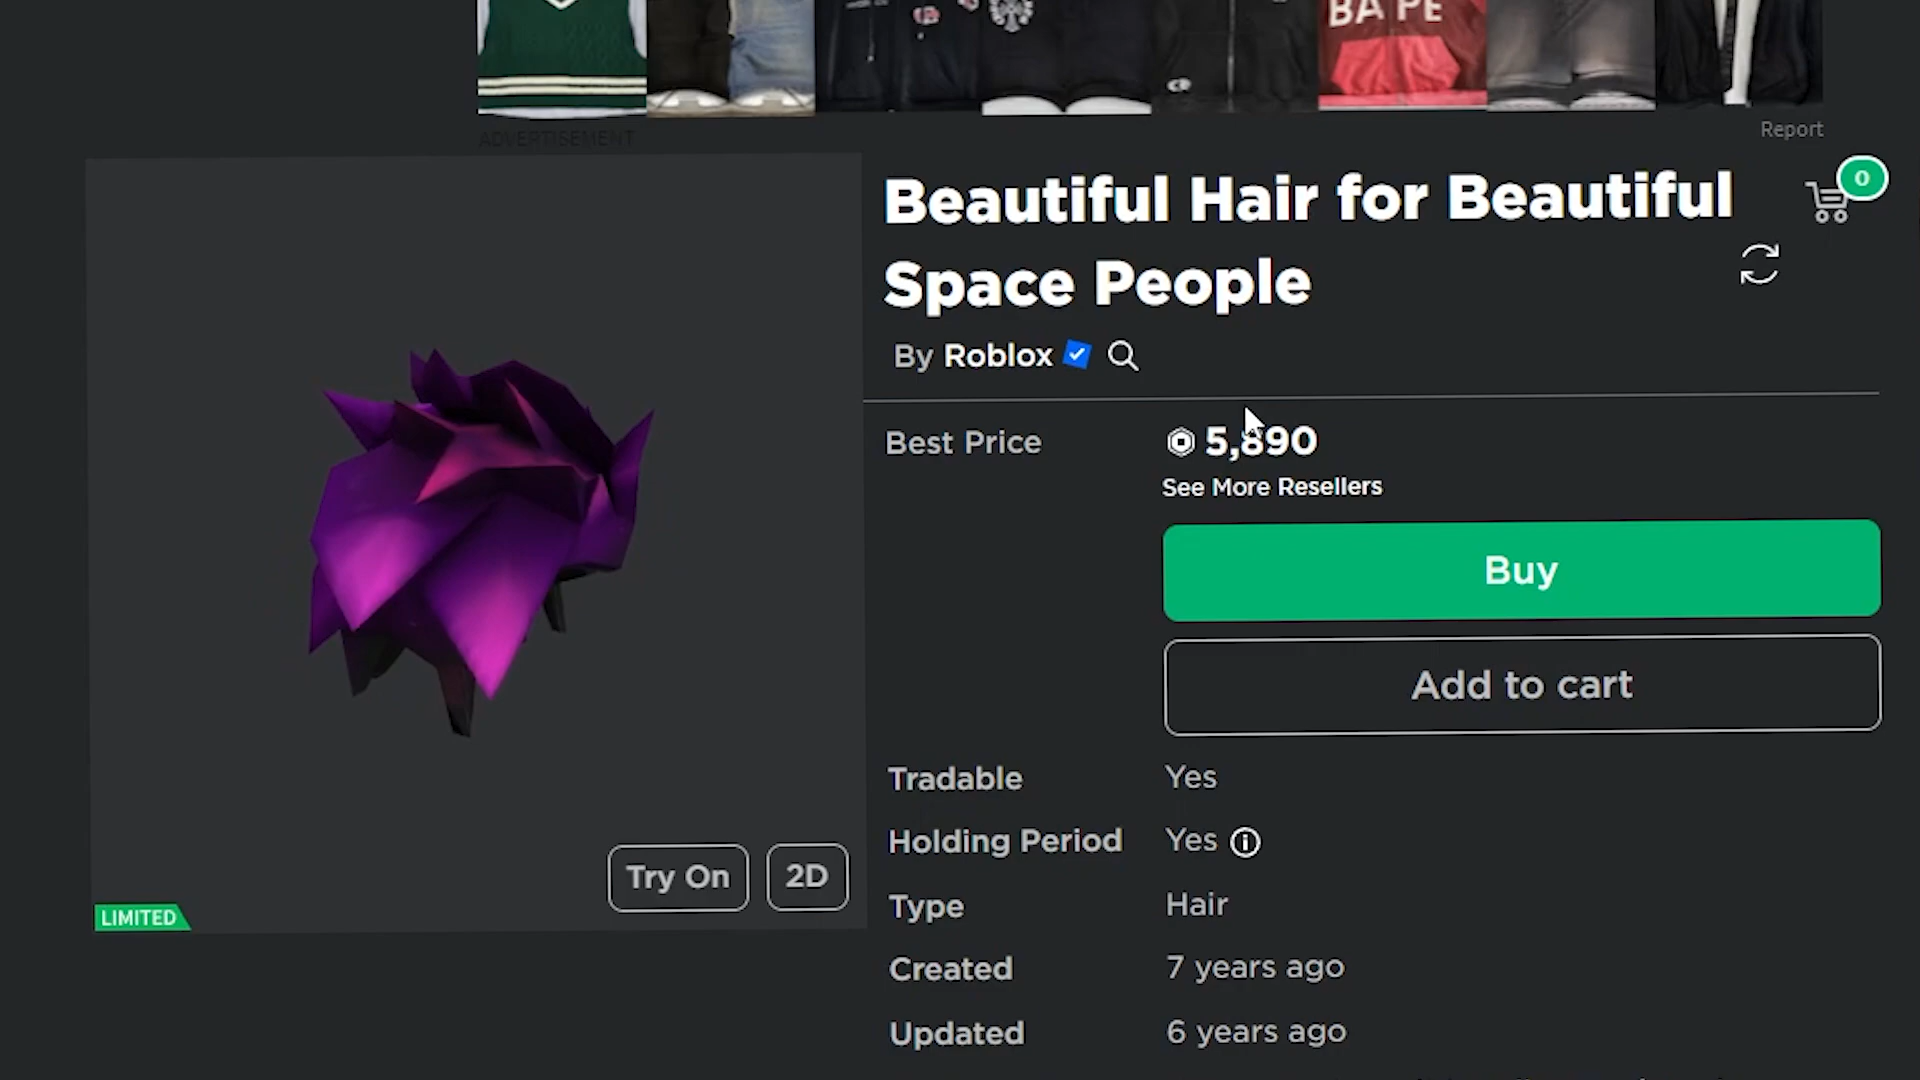 BA PE
ADVERTISEMENT
Report
Beautiful Hair for Beautiful
Space People
0
By Roblox
Best Price
5,890
See More Resellers
Buy
Add to cart
Tradable
Yes
Holding Period
Yes
Type
Hair
Created
7 years ago
Updated
6 years ago
Try On
2D
LIMITED